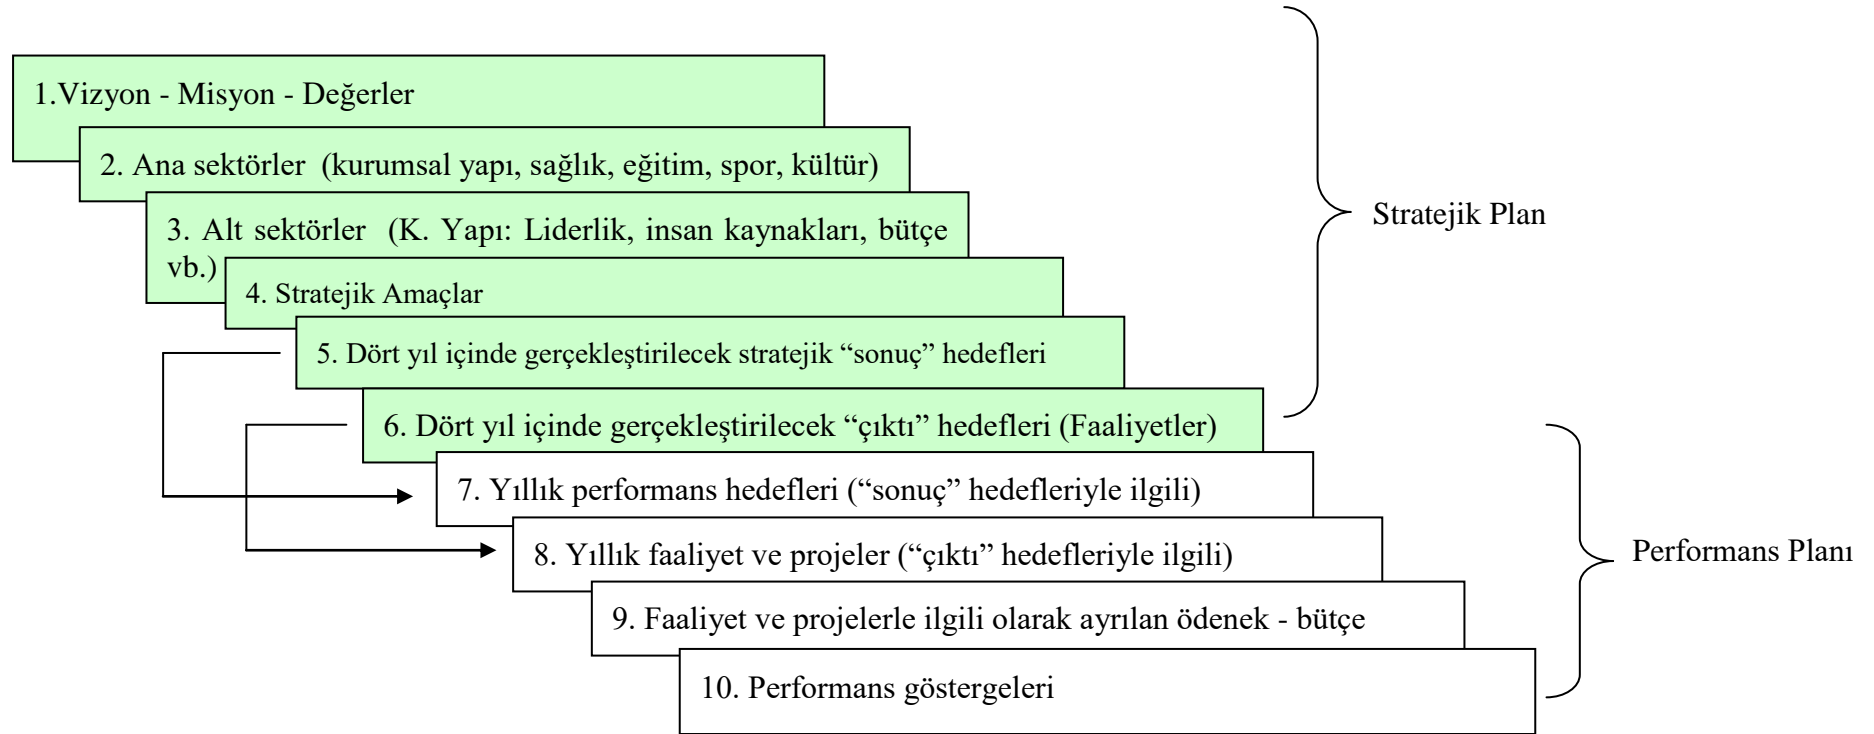 1.Vizyon - Misyon - Değerler
2. Ana sektörler (kurumsal yapı, sağlık, eğitim, spor, kültür)
3. Alt sektörler (K. Yapı: Liderlik, insan kaynakları, bütçe
vb.)
4. Stratejik Amaçlar
5. Dört yıl içinde gerçekleştirilecek stratejik “sonuç” hedefleri
6. Dört yıl içinde gerçekleştirilecek “çıktı” hedefleri (Faaliyetler)
Stratejik Plan
7. Yıllık performans hedefleri (“sonuç” hedefleriyle ilgili)
8. Yıllık faaliyet ve projeler (“çıktı” hedefleriyle ilgili)
9. Faaliyet ve projelerle ilgili olarak ayrılan ödenek - bütçe
10. Performans göstergeleri
Performans Planı